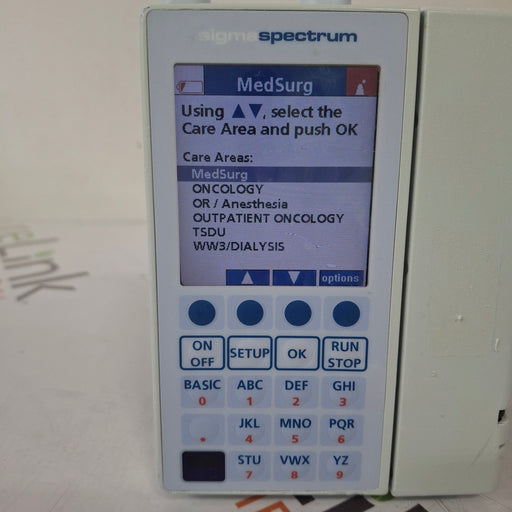 sigmaspectrum
MedSurg
Using ▲▼, select the
Care Area and push OK
Care Areas:
MedSurg
ONCOLOGY
OR / Anesthesia
OUTPATIENT ONCOLOGY
TSDU
WW3/DIALYSIS
options
ON OFF SETUP OK RUN STOP
BASIC ABC DEF GHI
0 1 2 3
JKL MNO PQR
. 4 5 6
STU VWX YZ
7 8 9